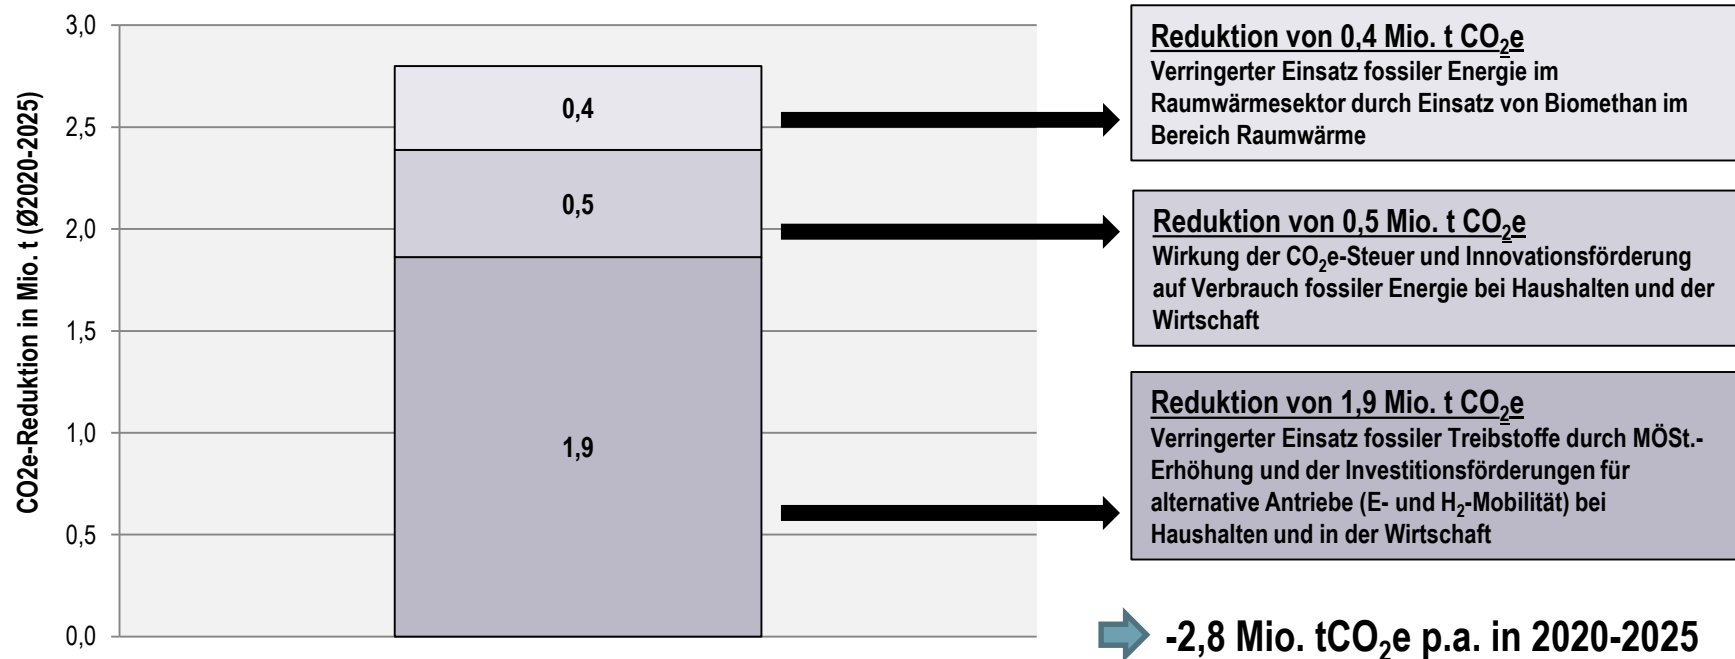 CO2e-Reduktion in Mio. t (Ø2020-2025)
3,0
2,5
2,0
1,5
1,0
0,5
0,0
0,4
0,5
1,9
Reduktion von 0,4 Mio. t CO₂e
Verringerter Einsatz fossiler Energie im
Raumwärmesektor durch Einsatz von Biomethan im
Bereich Raumwärme
Reduktion von 0,5 Mio. t CO₂e
Wirkung der CO₂e-Steuer und Innovationsförderung
auf Verbrauch fossiler Energie bei Haushalten und der
Wirtschaft
Reduktion von 1,9 Mio. t CO₂e
Verringerter Einsatz fossiler Treibstoffe durch MÖSt.-
Erhöhung und der Investitionsförderungen für
alternative Antriebe (E- und H₂-Mobilität) bei
Haushalten und in der Wirtschaft
-2,8 Mio. tCO₂e p.a. in 2020-2025